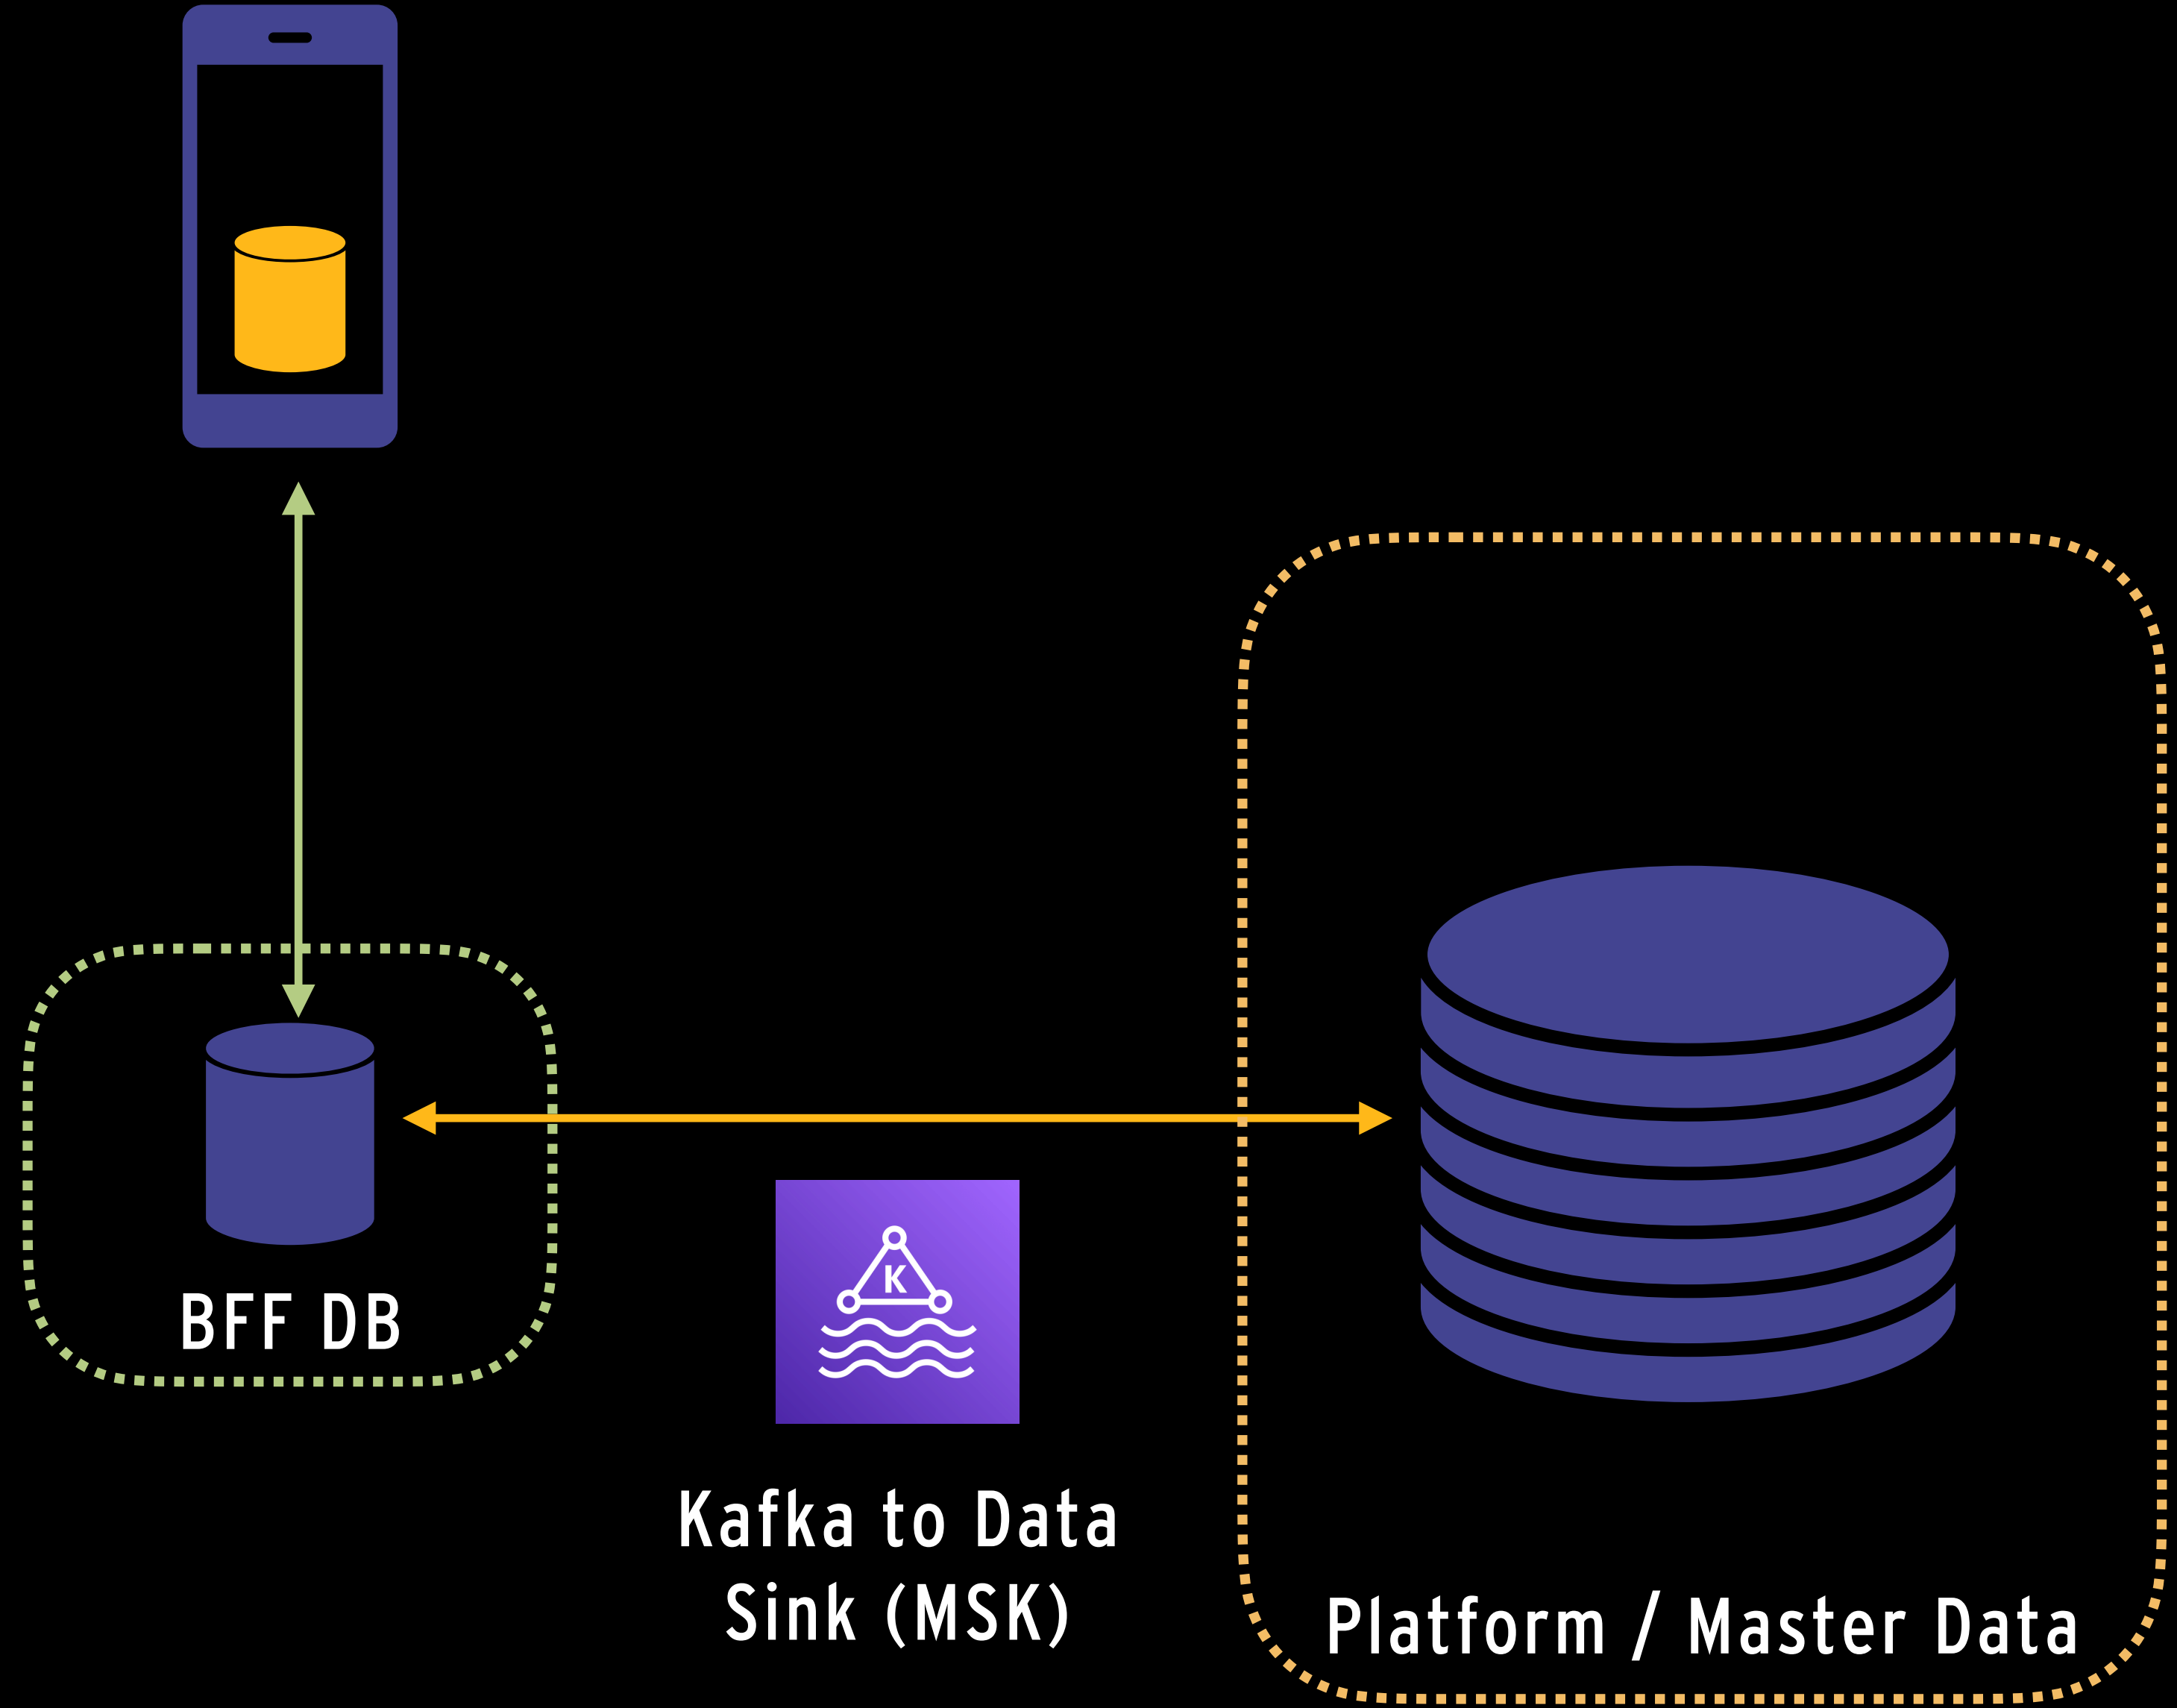 K
BFF DB
Kafka to Data
Sink (MSK)
Platform / Master Data